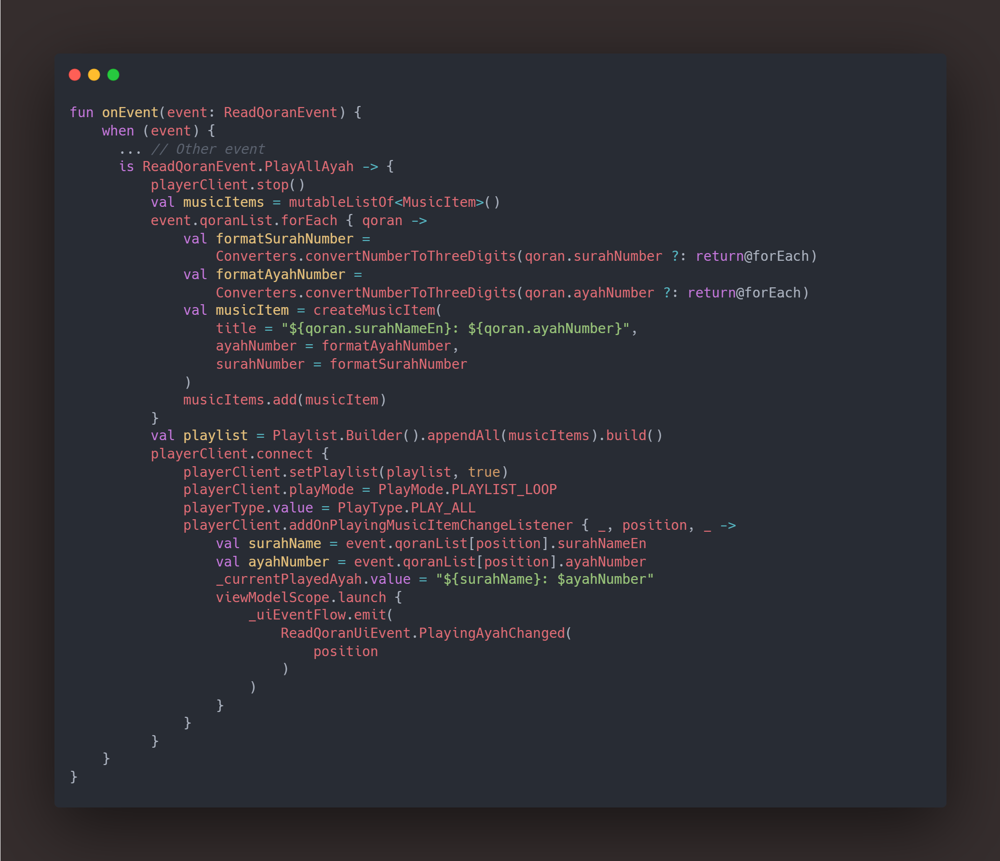 fun onEvent(event: ReadQoranEvent) {
    when (event) {
      ... // Other event
      is ReadQoranEvent.PlayAllAyah -> {
          playerClient.stop()
          val musicItems = mutableListOf<MusicItem>()
          event.qoranList.forEach { qoran ->
              val formatSurahNumber =
                  Converters.convertNumberToThreeDigits(qoran.surahNumber ?: return@forEach)
              val formatAyahNumber =
                  Converters.convertNumberToThreeDigits(qoran.ayahNumber ?: return@forEach)
              val musicItem = createMusicItem(
                  title = "${qoran.surahNameEn}: ${qoran.ayahNumber}",
                  ayahNumber = formatAyahNumber,
                  surahNumber = formatSurahNumber
              )
              musicItems.add(musicItem)
          }
          val playlist = Playlist.Builder().appendAll(musicItems).build()
          playerClient.connect {
              playerClient.setPlaylist(playlist, true)
              playerClient.playMode = PlayMode.PLAYLIST_LOOP
              playerType.value = PlayType.PLAY_ALL
              playerClient.addOnPlayingMusicItemChangeListener { _, position, _ ->
                  val surahName = event.qoranList[position].surahNameEn
                  val ayahNumber = event.qoranList[position].ayahNumber
                  _currentPlayedAyah.value = "${surahName}: $ayahNumber"
                  viewModelScope.launch {
                      _uiEventFlow.emit(
                          ReadQoranUiEvent.PlayingAyahChanged(
                              position
                          )
                      )
                  }
              }
          }
    }
}